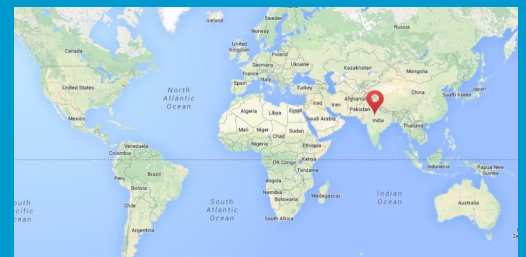 Iceland
Sweden
Norway
Russia
Canada
United Kingdom
Poland
Germany
Ukraine
Kazakhstan
France
Mongolia
Italy
Spain
United States
North Atlantic Ocean
Turkey
China
Japan
South Korea
Iraq
Iran
Afghanistan
Pakistan
Algeria
Libya
Egypt
Saudi Arabia
India
Mexico
Mali
Niger
Chad
Sudan
Thailand
Nigeria
Ethiopia
Venezuela
Colombia
Kenya
DR Congo
Tanzania
Indonesia
Papua New Guinea
Peru
Brazil
Angola
Bolivia
Namibia
Botswana
Madagascar
Indian Ocean
South Atlantic Ocean
Australia
Chile
South Africa
Argentina